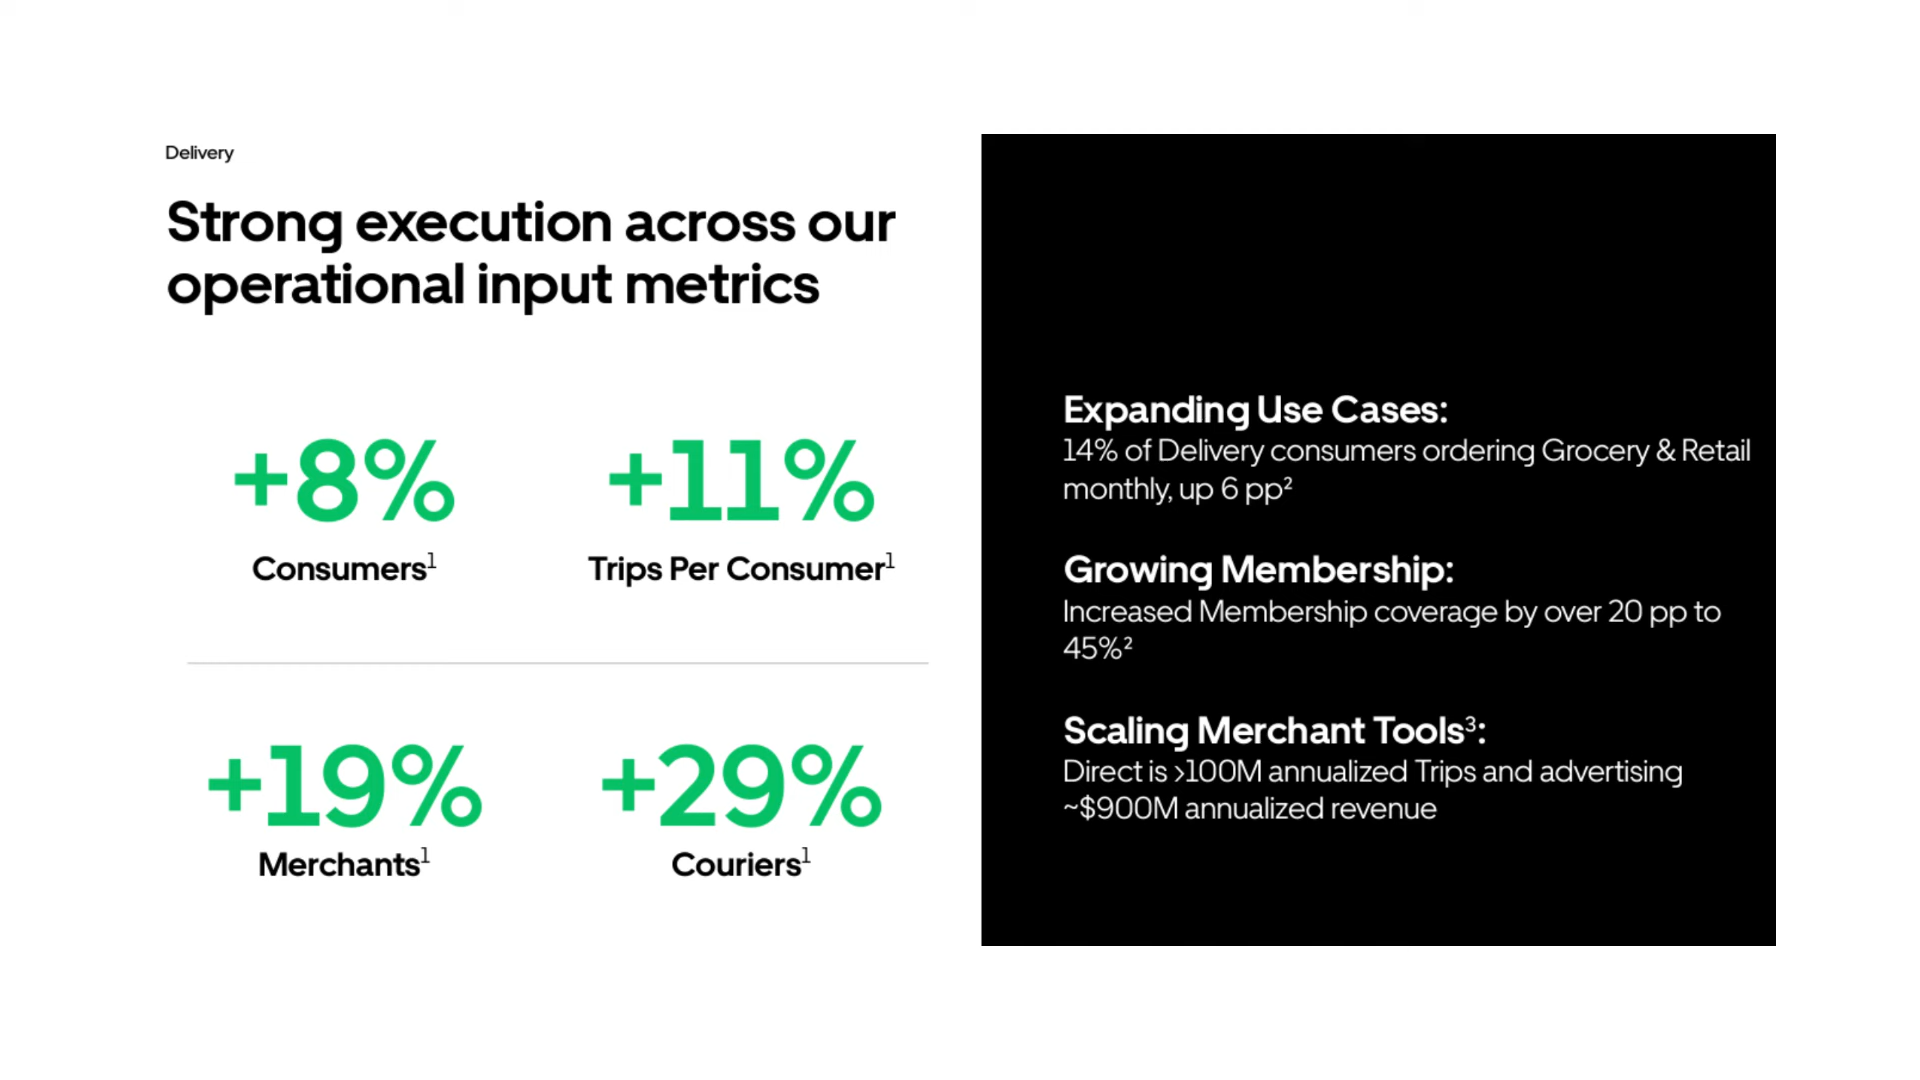 Delivery
Strong execution across our
operational input metrics
+8%
Consumers¹
+11%
Trips Per Consumer¹
+19%
Merchants¹
+29%
Couriers¹
Expanding Use Cases:
14% of Delivery consumers ordering Grocery & Retail
monthly, up 6 pp²
Growing Membership:
Increased Membership coverage by over 20 pp to
45%²
Scaling Merchant Tools³:
Direct is >100M annualized Trips and advertising
~$900M annualized revenue